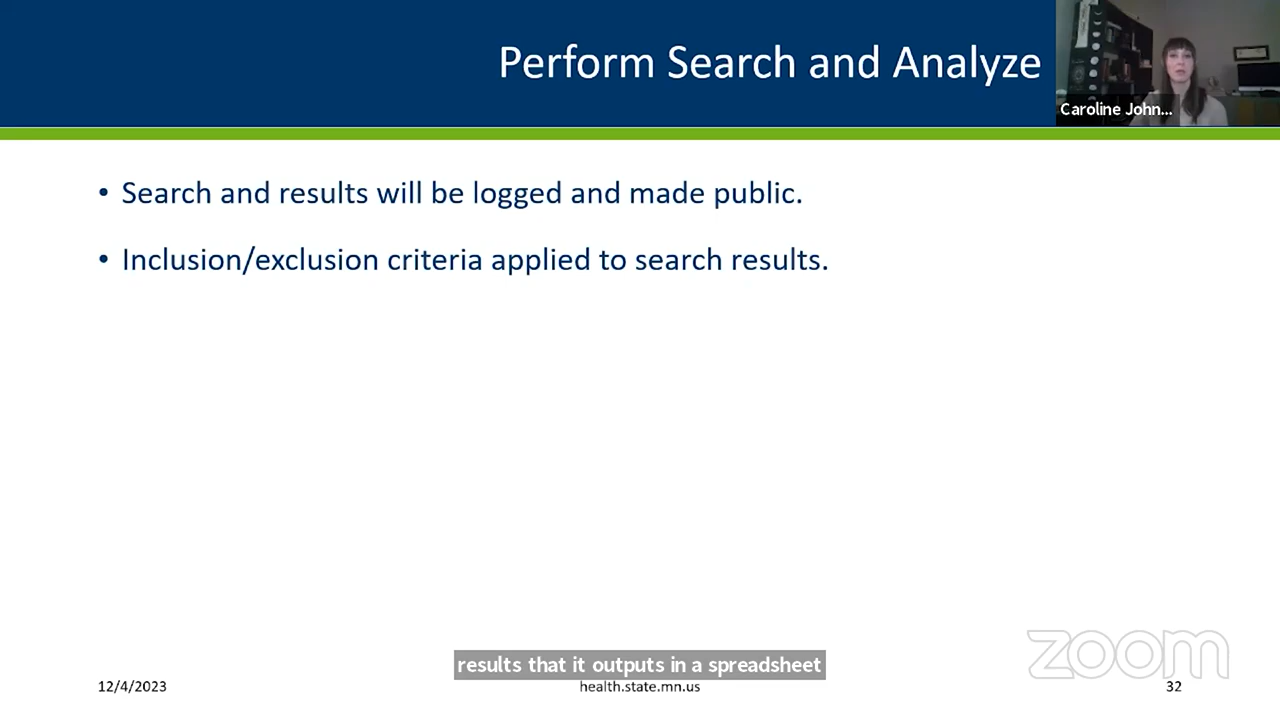 Perform Search and Analyze
Caroline John...
• Search and results will be logged and made public.
• Inclusion/exclusion criteria applied to search results.
results that it outputs in a spreadsheet
zoom
12/4/2023
health.state.mn.us
32